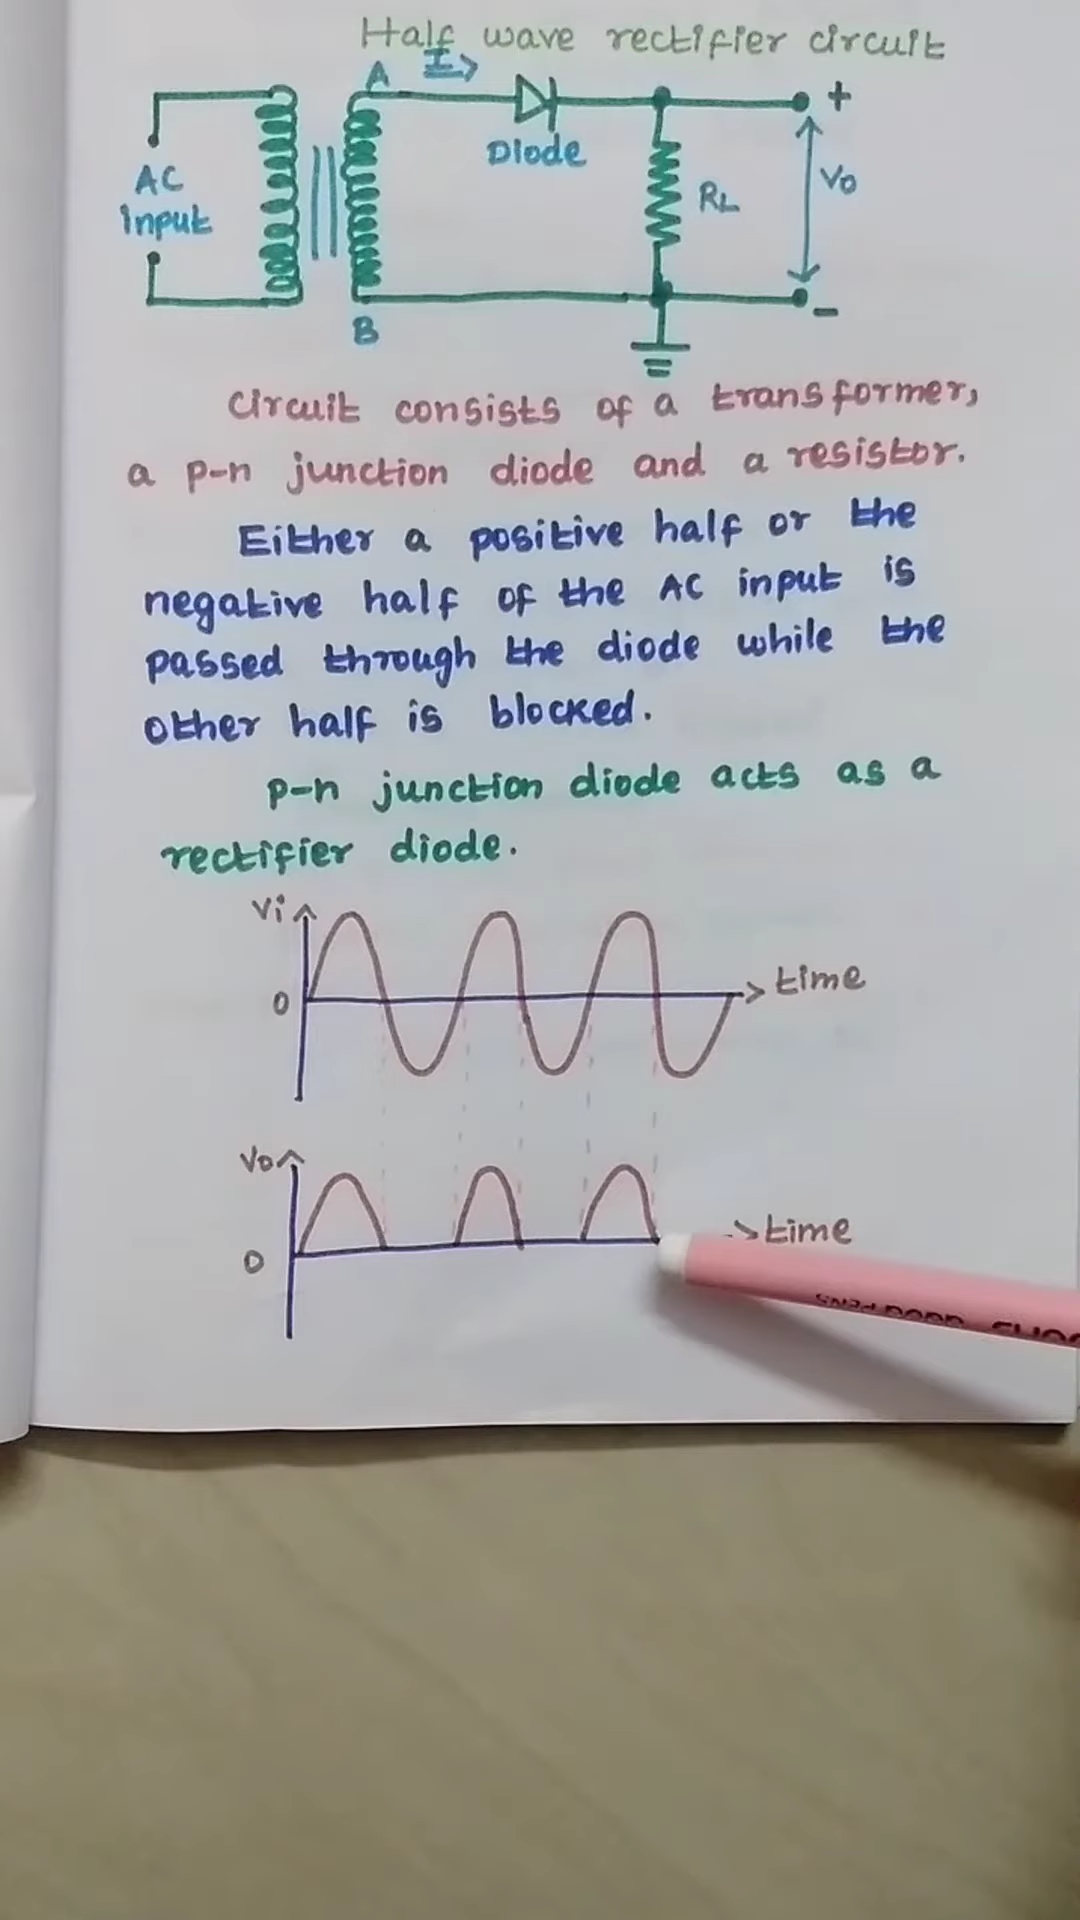 Half wave rectifier circuit
I
A
Diode
AC
input
RL
Vo
+
-
B
Circuit consists of a transformer,
a p-n junction diode and a resistor.
Either a positive half or the
negative half of the AC input is
passed through the diode while the
other half is blocked.
p-n junction diode acts as a
rectifier diode.
Vi
0
time
Vo
0
time